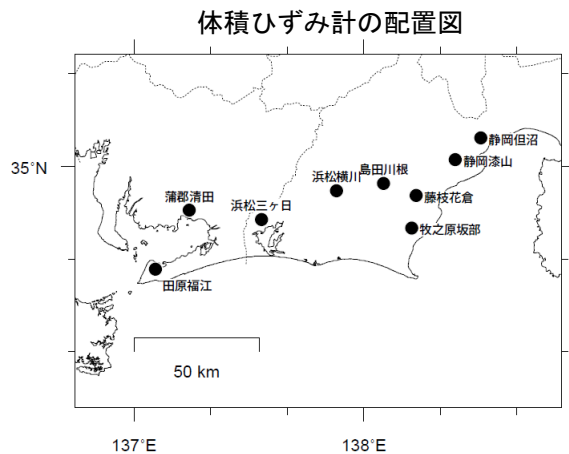 体積ひずみ計の配置図
静岡但沼
35°N
静岡漆山
島田川根
浜松横川
蒲郡清田
浜松三ヶ日
藤枝花倉
牧之原坂部
田原福江
50 km
137°E
138°E